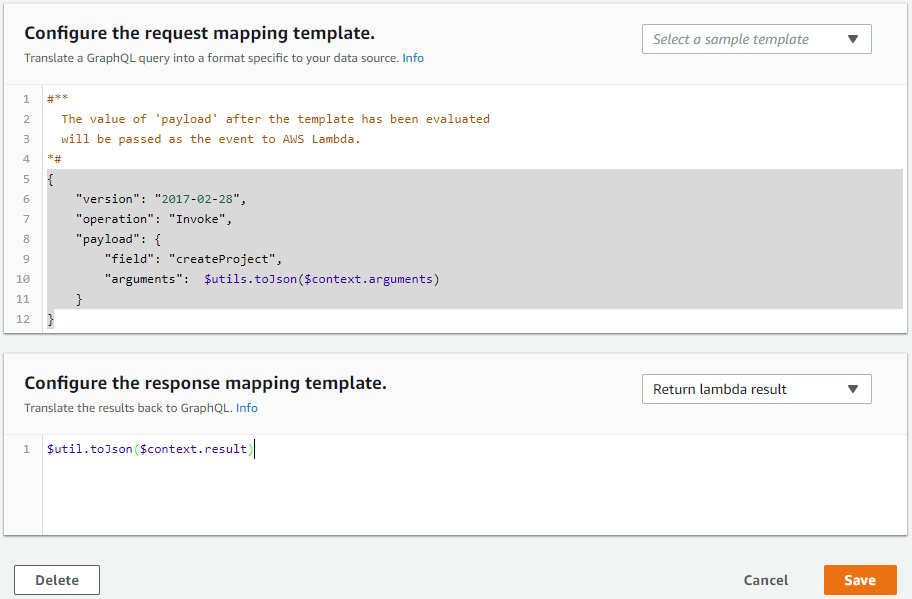 Configure the request mapping template.
Select a sample template
Translate a GraphQL query into a format specific to your data source. Info
1 #**
2   The value of 'payload' after the template has been evaluated
3   will be passed as the event to AWS Lambda.
4 *#
5 {
6     "version": "2017-02-28",
7     "operation": "Invoke",
8     "payload": {
9         "field": "createProject",
10         "arguments":  $utils.toJson($context.arguments)
11     }
12 }
Configure the response mapping template.
Return lambda result
Translate the results back to GraphQL. Info
1 $util.toJson($context.result)
Delete
Cancel
Save